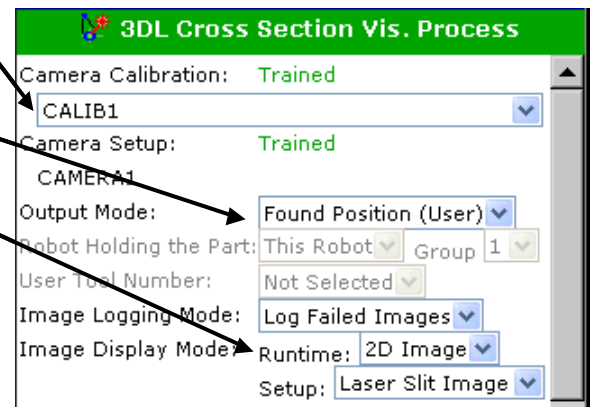 3DL Cross Section Vis. Process
Camera Calibration: Trained
CALIB1
Camera Setup: Trained
CAMERA1
Output Mode: Found Position (User)
Robot Holding the Part: This Robot Group 1
User Tool Number: Not Selected
Image Logging Mode: Log Failed Images
Image Display Mode: Runtime: 2D Image
Setup: Laser Slit Image